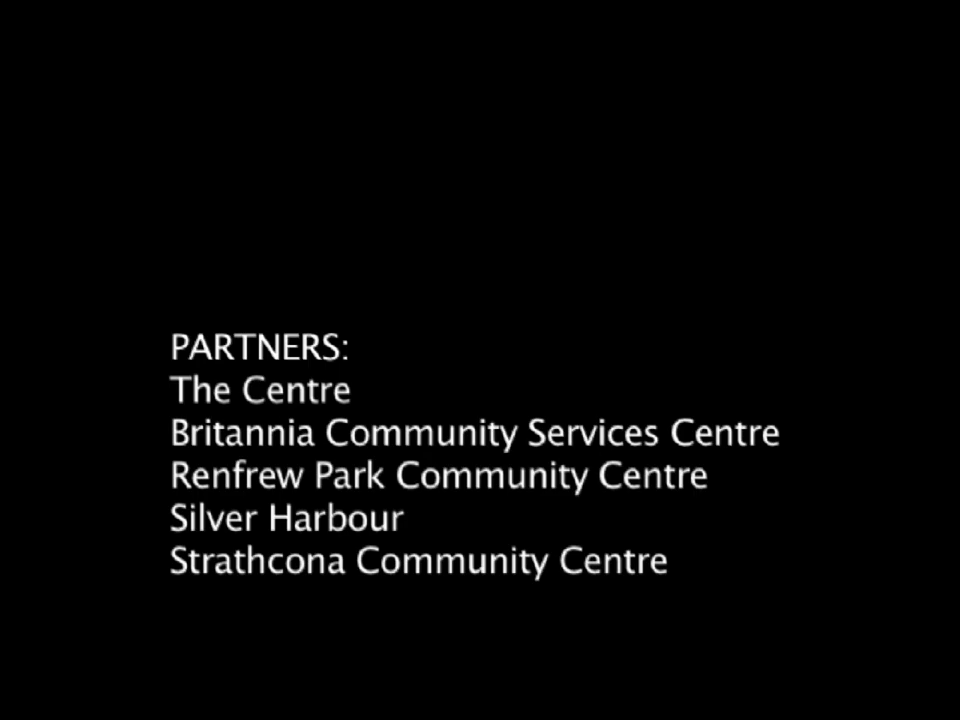 PARTNERS:
The Centre
Britannia Community Services Centre
Renfrew Park Community Centre
Silver Harbour
Strathcona Community Centre